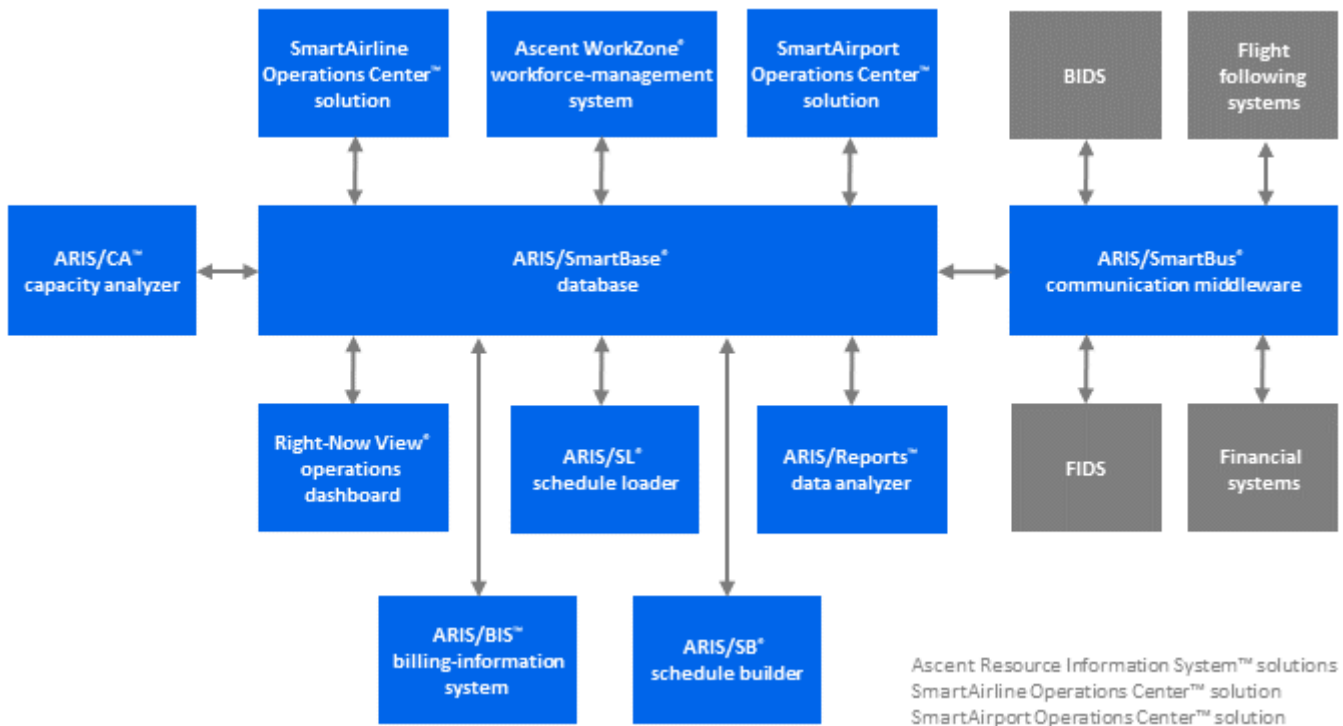 SmartAirline
Operations Center™
solution
Ascent WorkZone®
workforce-management
system
SmartAirport
Operations Center™
solution
BIDS
Flight
following
systems
ARIS/CA™
capacity analyzer
ARIS/SmartBase®
database
ARIS/SmartBus®
communication middleware
Right-Now View®
operations
dashboard
ARIS/SL®
schedule loader
ARIS/Reports™
data analyzer
FIDS
Financial
systems
ARIS/BIS™
billing-information
system
ARIS/SB®
schedule builder
Ascent Resource Information System™ solutions
SmartAirline Operations Center™ solution
SmartAirport Operations Center™ solution